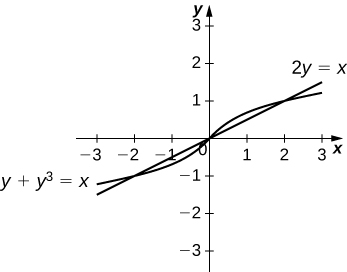 y
3
2
2y = x
1
−3 −2 −1 0 1 2 3 x
y + y³ = x
−1
−2
−3